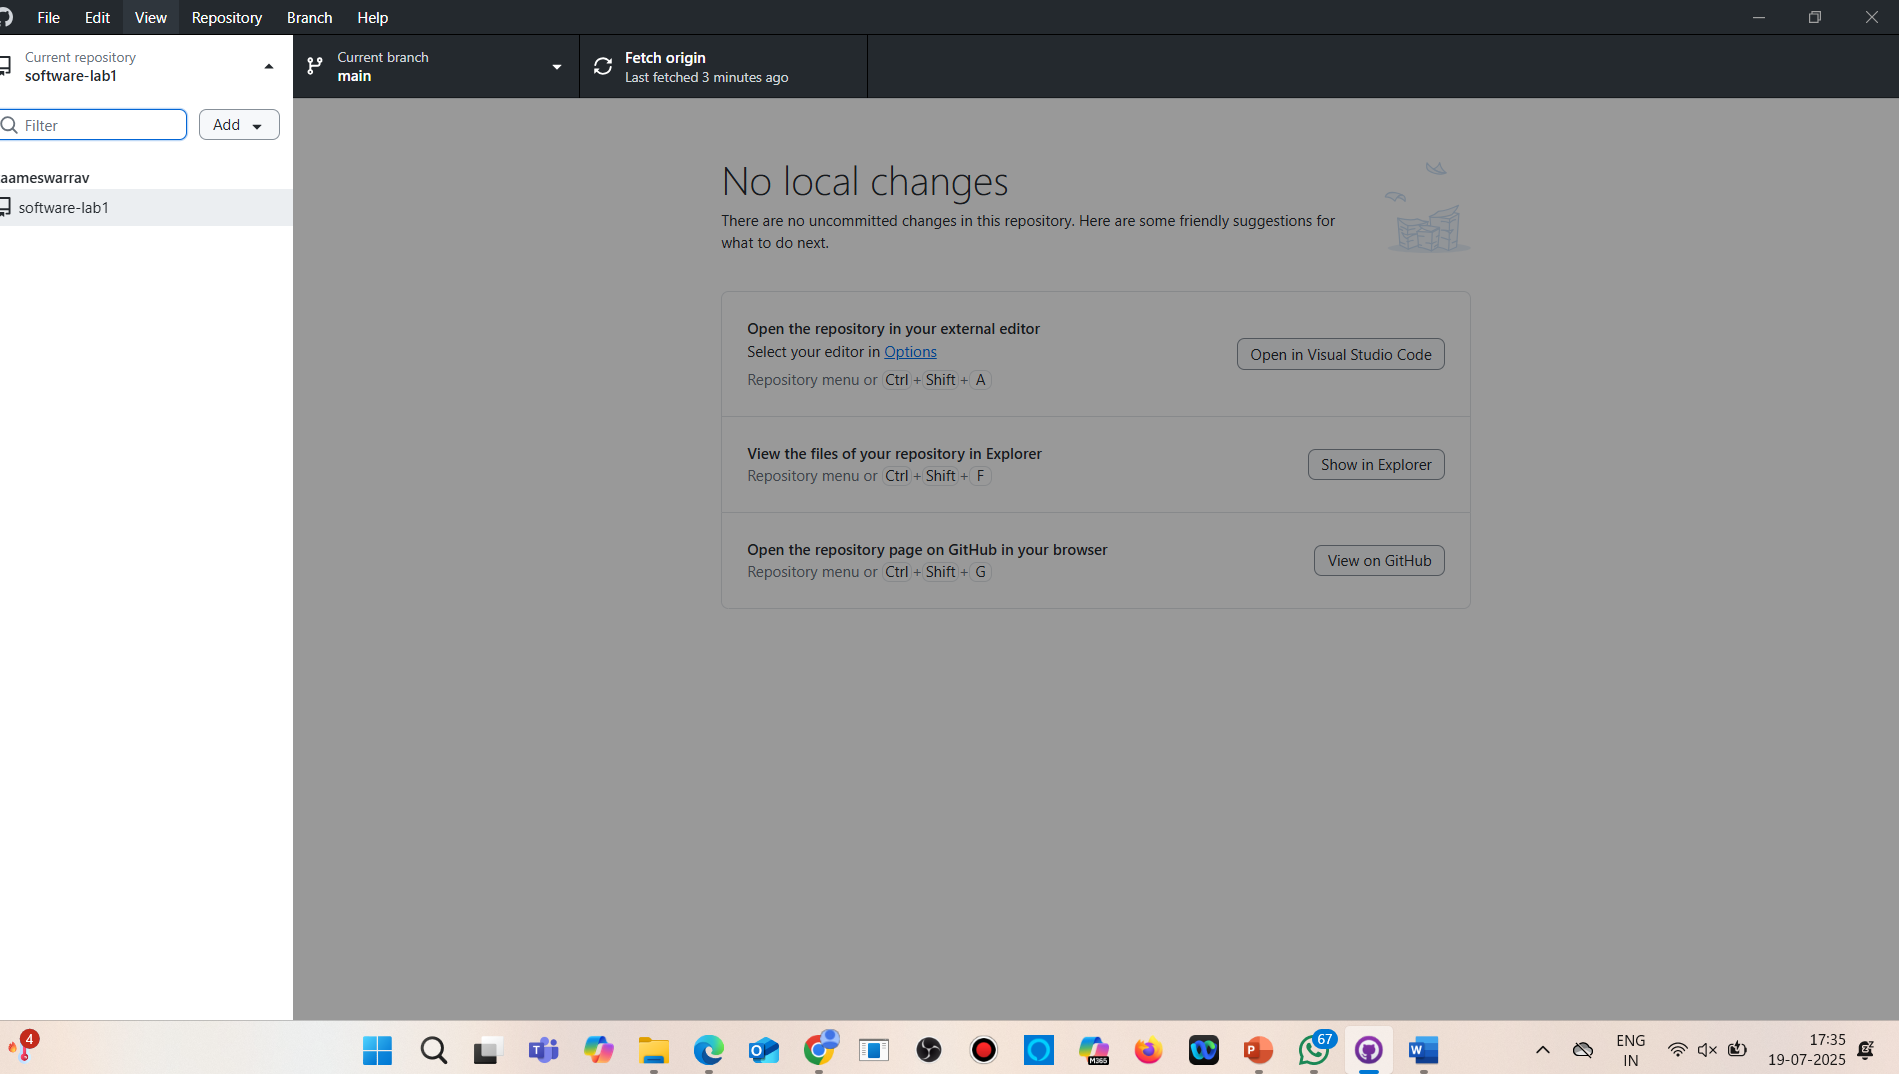 File Edit View Repository Branch Help
Current repository
software-lab1
Current branch
main
Fetch origin
Last fetched 3 minutes ago
Filter
Add
aameswarrav
software-lab1
No local changes
There are no uncommitted changes in this repository. Here are some friendly suggestions for
what to do next.
Open the repository in your external editor
Select your editor in Options
Repository menu or Ctrl + Shift + A
Open in Visual Studio Code
View the files of your repository in Explorer
Repository menu or Ctrl + Shift + F
Show in Explorer
Open the repository page on GitHub in your browser
Repository menu or Ctrl + Shift + G
View on GitHub
4
67
M365
ENG
IN
17:35
19-07-2025